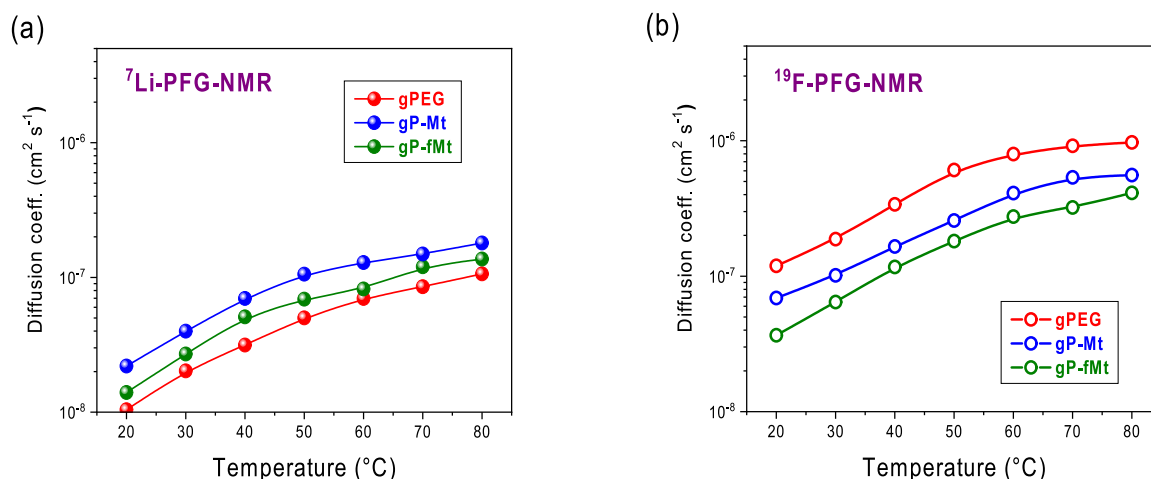 (a)
⁷Li-PFG-NMR
gPEG
gP-Mt
gP-fMt
Diffusion coeff. (cm² s⁻¹)
10⁻⁶
10⁻⁷
10⁻⁸
20 30 40 50 60 70 80
Temperature (°C)
(b)
¹⁹F-PFG-NMR
Diffusion coeff. (cm² s⁻¹)
10⁻⁶
10⁻⁷
10⁻⁸
gPEG
gP-Mt
gP-fMt
20 30 40 50 60 70 80
Temperature (°C)